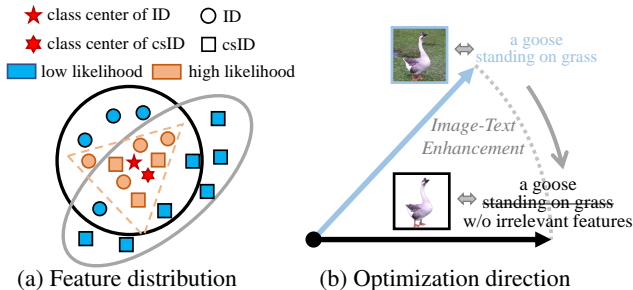 class center of ID
ID
class center of csID
csID
low likelihood
high likelihood
(a) Feature distribution
a goose
standing on grass
Image-Text
Enhancement
a goose
standing on grass
w/o irrelevant features
(b) Optimization direction